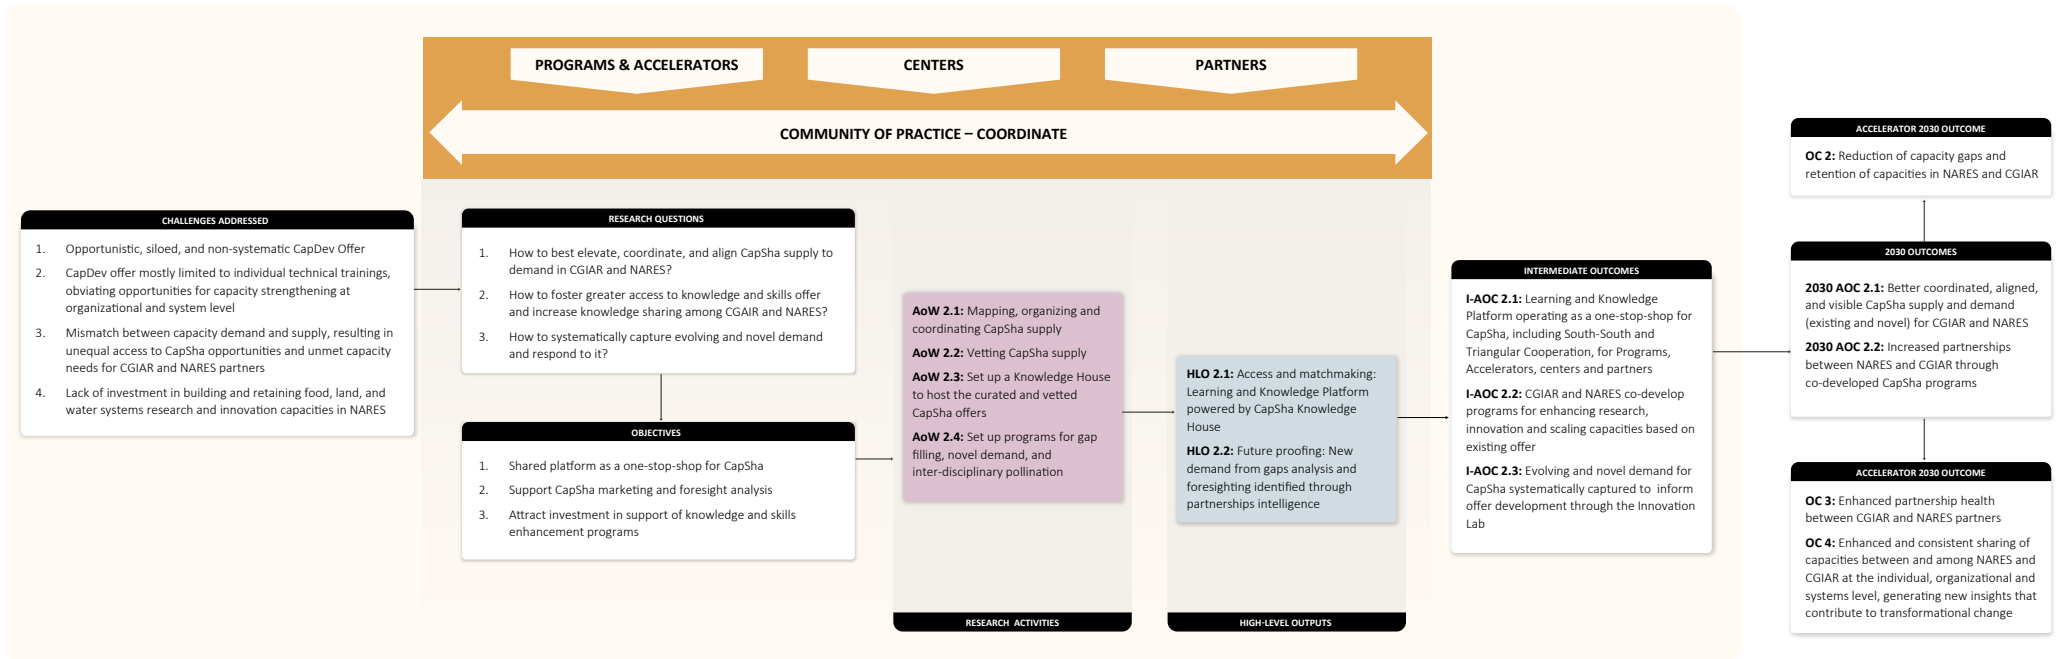 PROGRAMS & ACCELERATORS
CENTERS
PARTNERS
COMMUNITY OF PRACTICE – COORDINATE
CHALLENGES ADDRESSED
1. Opportunistic, siloed, and non-systematic CapDev Offer
2. CapDev offer mostly limited to individual technical trainings,
obviating opportunities for capacity strengthening at
organizational and system level
3. Mismatch between capacity demand and supply, resulting in
unequal access to CapSha opportunities and unmet capacity
needs for CGIAR and NARES partners
4. Lack of investment in building and retaining food, land, and
water systems research and innovation capacities in NARES
RESEARCH QUESTIONS
1. How to best elevate, coordinate, and align CapSha supply to
demand in CGIAR and NARES?
2. How to foster greater access to knowledge and skills offer
and increase knowledge sharing among CGAIR and NARES?
3. How to systematically capture evolving and novel demand
and respond to it?
OBJECTIVES
1. Shared platform as a one-stop-shop for CapSha
2. Support CapSha marketing and foresight analysis
3. Attract investment in support of knowledge and skills
enhancement programs
AoW 2.1: Mapping, organizing and
coordinating CapSha supply
AoW 2.2: Vetting CapSha supply
AoW 2.3: Set up a Knowledge House
to host the curated and vetted
CapSha offers
AoW 2.4: Set up programs for gap
filling, novel demand, and
inter-disciplinary pollination
RESEARCH ACTIVITIES
HLO 2.1: Access and matchmaking:
Learning and Knowledge Platform
powered by CapSha Knowledge
House
HLO 2.2: Future proofing: New
demand from gaps analysis and
foresighting identified through
partnerships intelligence
HIGH-LEVEL OUTPUTS
INTERMEDIATE OUTCOMES
I-AOC 2.1: Learning and Knowledge
Platform operating as a one-stop-shop for
CapSha, including South-South and
Triangular Cooperation, for Programs,
Accelerators, centers and partners
I-AOC 2.2: CGIAR and NARES co-develop
programs for enhancing research,
innovation and scaling capacities based on
existing offer
I-AOC 2.3: Evolving and novel demand for
CapSha systematically captured to inform
offer development through the Innovation
Lab
ACCELERATOR 2030 OUTCOME
OC 2: Reduction of capacity gaps and
retention of capacities in NARES and CGIAR
2030 OUTCOMES
2030 AOC 2.1: Better coordinated, aligned,
and visible CapSha supply and demand
(existing and novel) for CGIAR and NARES
2030 AOC 2.2: Increased partnerships
between NARES and CGIAR through
co-developed CapSha programs
ACCELERATOR 2030 OUTCOME
OC 3: Enhanced partnership health
between CGIAR and NARES partners
OC 4: Enhanced and consistent sharing of
capacities between and among NARES and
CGIAR at the individual, organizational and
systems level, generating new insights that
contribute to transformational change